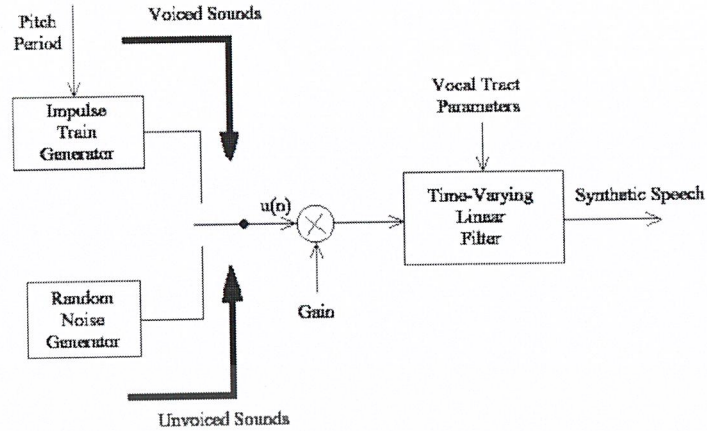 Pitch
Period
Voiced Sounds
Impulse
Train
Generator
Vocal Tract
Parameters
u(n)
Time-Varying
Linear
Filter
Synthetic Speech
Random
Noise
Generator
Gain
Unvoiced Sounds